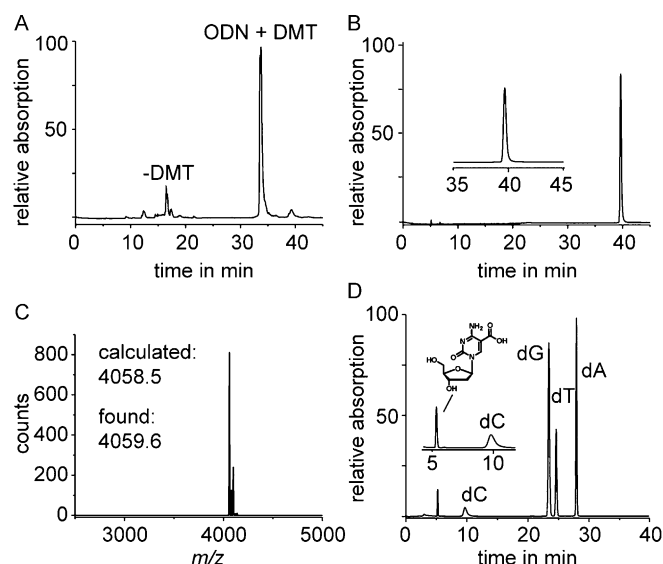 A
ODN + DMT
-DMT
100
50
relative absorption
0 10 20 30 40
time in min
B
100
50
relative absorption
35 40 45
0 10 20 30 40
time in min
C
calculated:
4058.5
found:
4059.6
800
600
400
200
0
counts
3000 4000 5000
m/z
D
100
50
relative absorption
NH₂
O
N
OH
O
N
HO
O
OH
dG
dT
dA
dC
5 10
dC
0 10 20 30 40
time in min